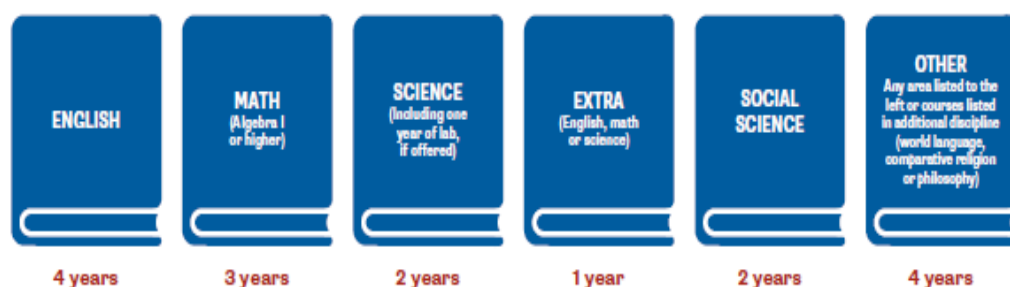 ENGLISH
4 years
MATH
(Algebra I
or higher)
3 years
SCIENCE
(Including one
year of lab,
if offered)
2 years
EXTRA
(English, math
or science)
1 year
SOCIAL
SCIENCE
2 years
OTHER
Any area listed to the
left or courses listed
in additional discipline
(world language,
comparative religion
or philosophy)
4 years